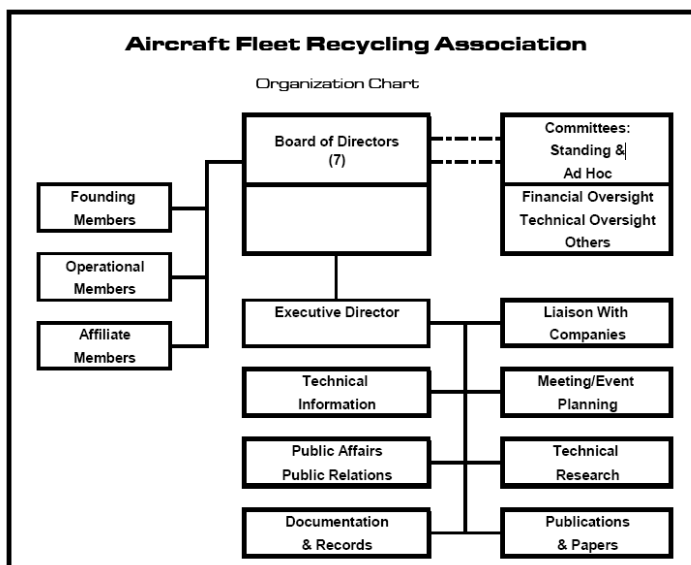 Aircraft Fleet Recycling Association
Organization Chart
Board of Directors
(7)
Committees:
Standing &
Ad Hoc
Financial Oversight
Technical Oversight
Others
Founding
Members
Operational
Members
Affiliate
Members
Executive Director
Liaison With
Companies
Technical
Information
Meeting/Event
Planning
Public Affairs
Public Relations
Technical
Research
Documentation
& Records
Publications
& Papers